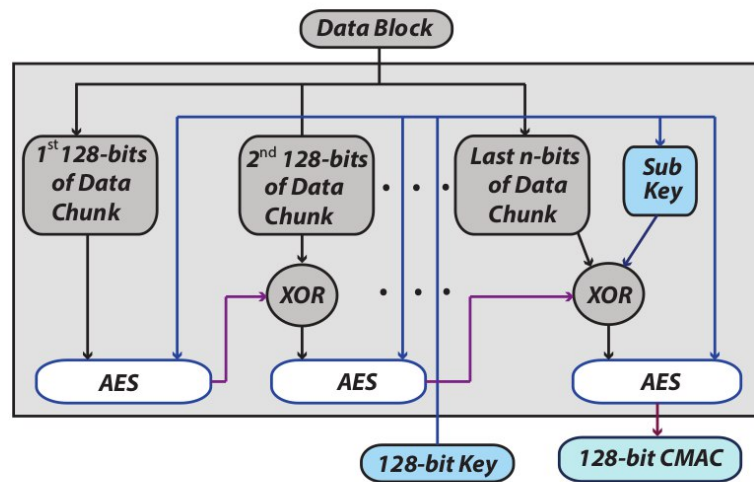 Data Block
1st 128-bits
of Data
Chunk
2nd 128-bits
of Data
Chunk
Last n-bits
of Data
Chunk
Sub
Key
XOR
XOR
AES
AES
AES
128-bit Key
128-bit CMAC